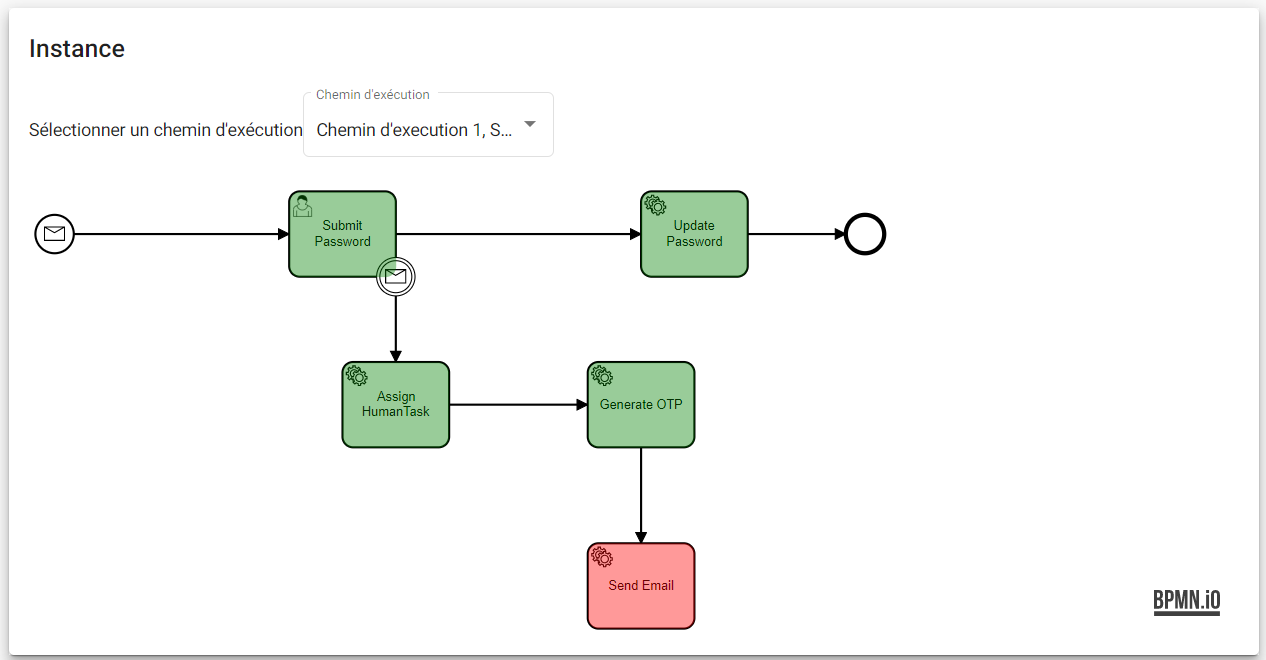 Instance
Chemin d'exécution
Sélectionner un chemin d'exécution
Chemin d'execution 1, S...
Submit
Password
Update
Password
Assign
HumanTask
Generate OTP
Send Email
BPMN.iO